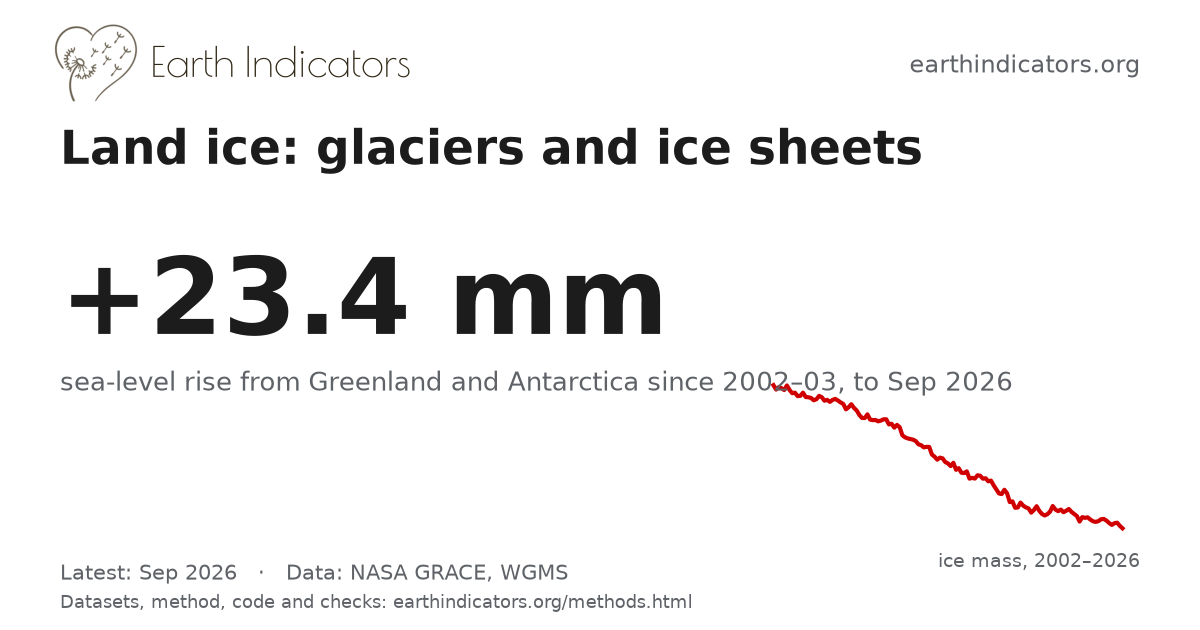 Earth Indicators
earthindicators.org
Land ice: glaciers and ice sheets
+23.4 mm
sea-level rise from Greenland and Antarctica since 2002–03, to Sep 2026
ice mass, 2002–2026
Latest: Sep 2026 · Data: NASA GRACE, WGMS
Datasets, method, code and checks: earthindicators.org/methods.html